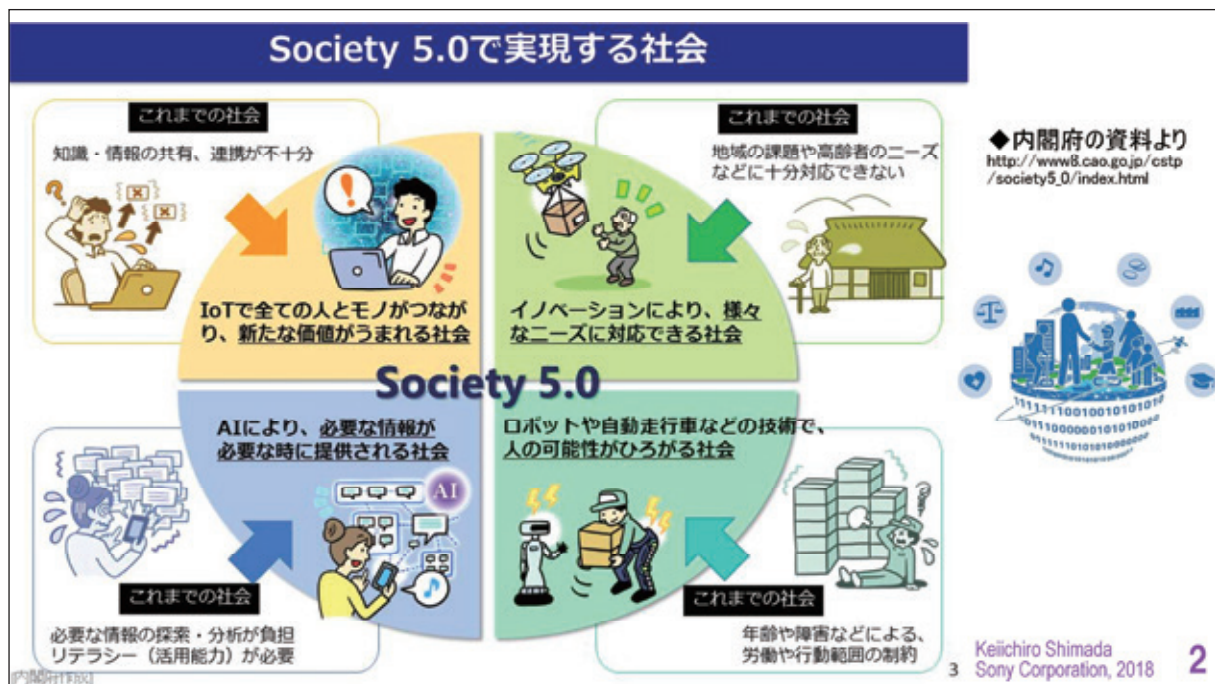 Society 5.0で実現する社会
これまでの社会
知識・情報の共有、連携が不十分
これまでの社会
地域の課題や高齢者のニーズ
などに十分対応できない
IoTで全ての人とモノがつなが
り、新たな価値がうまれる社会
イノベーションにより、様々
なニーズに対応できる社会
Society 5.0
AIにより、必要な情報が
必要な時に提供される社会
AI
ロボットや自動走行車などの技術で、
人の可能性がひろがる社会
これまでの社会
必要な情報の探索・分析が負担
リテラシー（活用能力）が必要
これまでの社会
年齢や障害などによる、
労働や行動範囲の制約
[内閣府作成]
3
◆内閣府の資料より
http://www8.cao.go.jp/cstp
/society5_0/index.html
Keiichiro Shimada
Sony Corporation, 2018
2